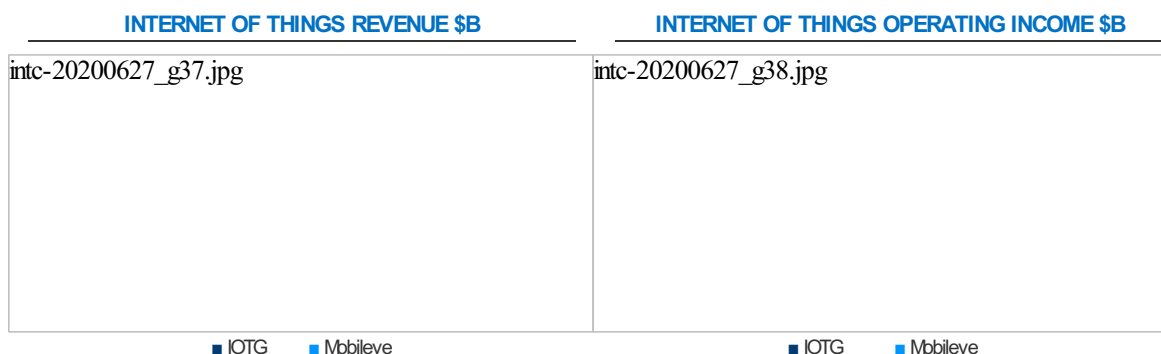 INTERNET OF THINGS REVENUE $B
INTERNET OF THINGS OPERATING INCOME $B
intc-20200627_g37.jpg
intc-20200627_g38.jpg
IOTG Mobileye
IOTG Mobileye